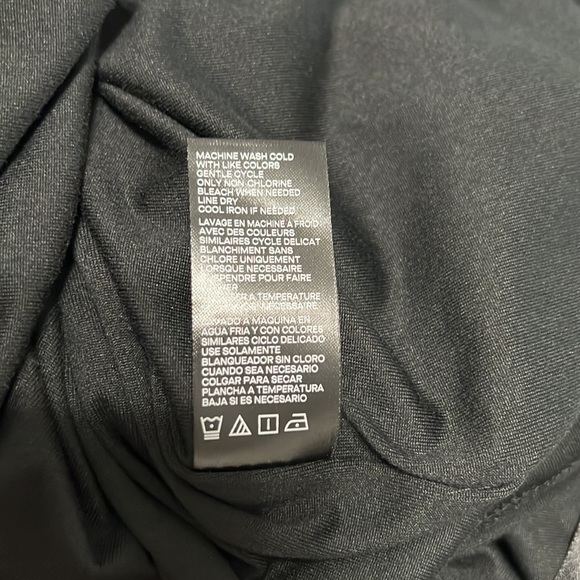 MACHINE WASH COLD
WITH LIKE COLORS
GENTLE CYCLE
ONLY NON-CHLORINE
BLEACH WHEN NEEDED
LINE DRY
COOL IRON IF NEEDED
LAVAGE EN MACHINE A FROID
AVEC DES COULEURS
SIMILAIRES CYCLE DELICAT
BLANCHIMENT SANS
CHLORE UNIQUEMENT
LORSQUE NECESSAIRE
POUR FAIRE
A TEMPERATURE
NECESSAIRE
A MAQUINA EN
AGUA FRIA Y CON COLORES
SIMILARES CICLO DELICADO
USE SOLAMENTE
BLANQUEADOR SIN CLORO
CUANDO SEA NECESARIO
COLGAR PARA SECAR
PLANCHA A TEMPERATURA
BAJA SI ES NECESARIO